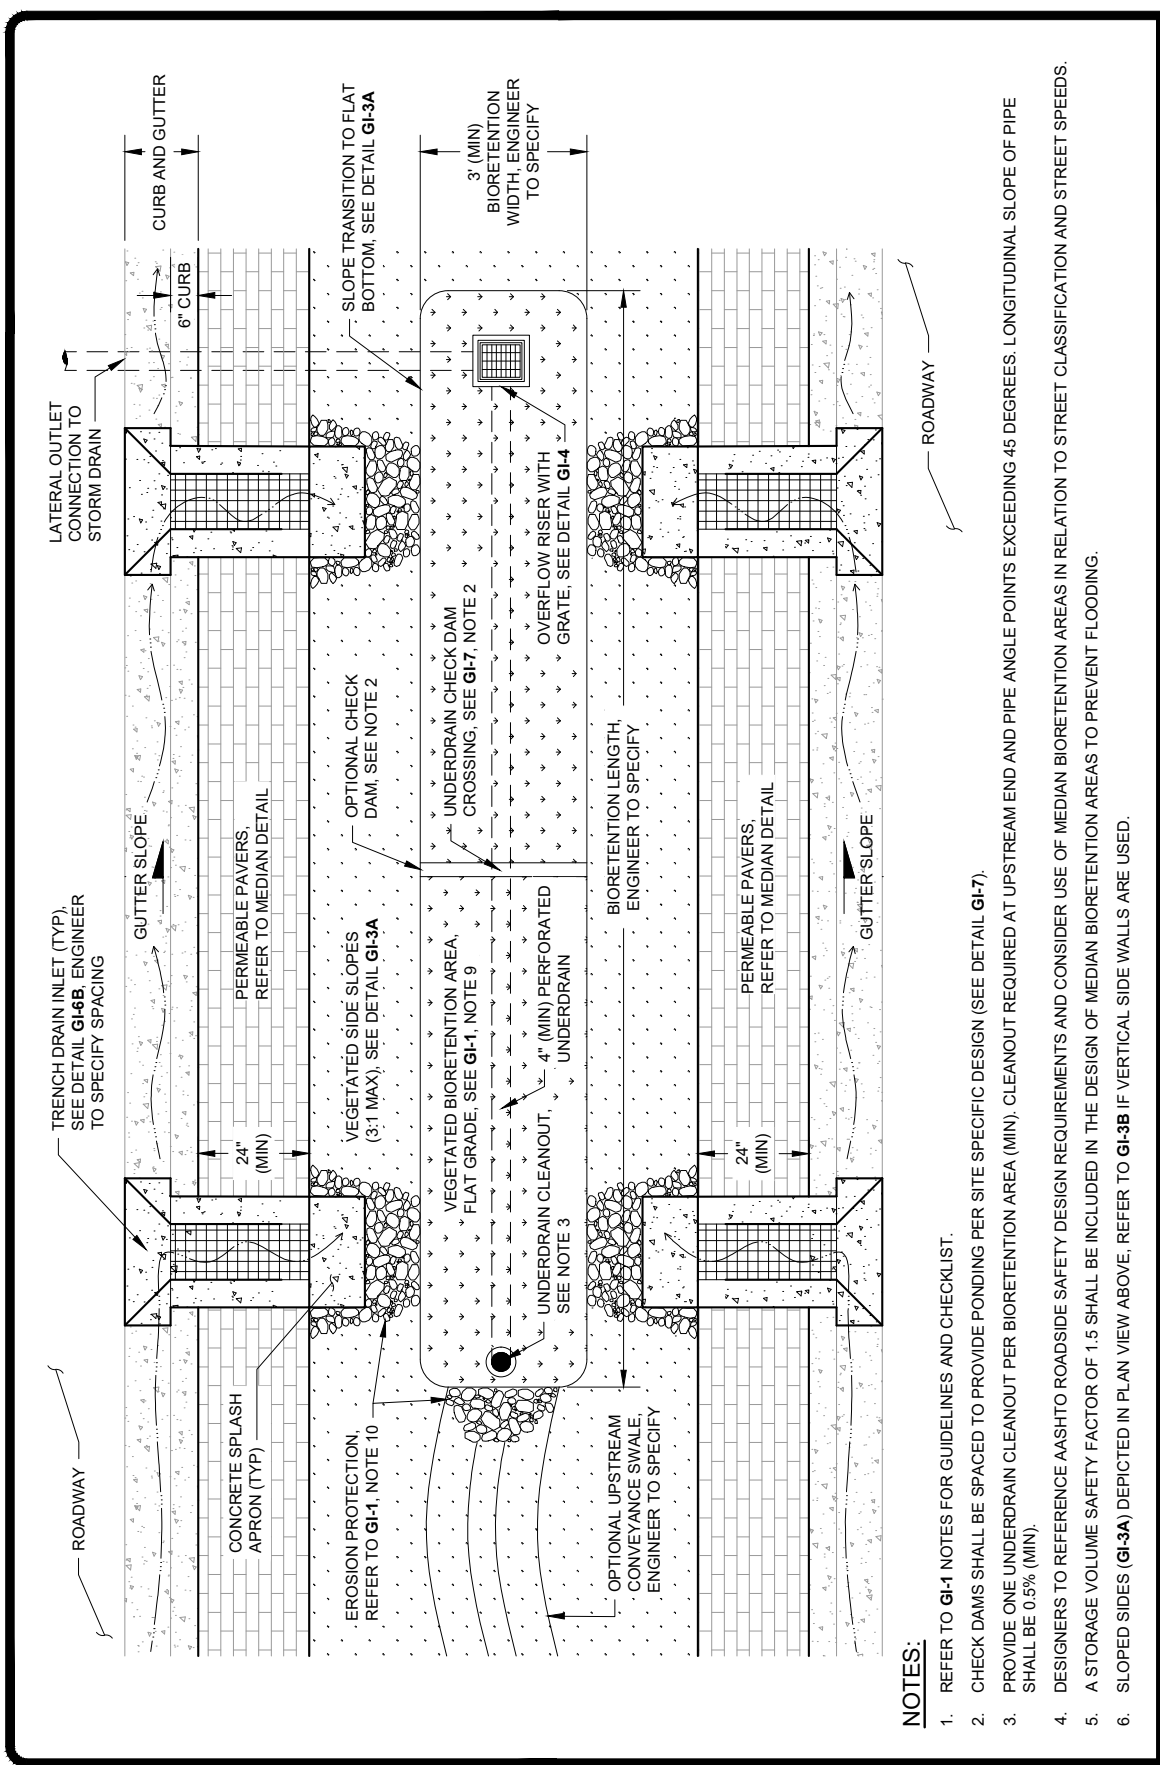 TRENCH DRAIN INLET (TYP),
SEE DETAIL GI-6B, ENGINEER
TO SPECIFY SPACING
LATERAL OUTLET
CONNECTION TO
STORM DRAIN
ROADWAY
GUTTER SLOPE
CURB AND GUTTER
6" CURB
24"
(MIN)
PERMEABLE PAVERS,
REFER TO MEDIAN DETAIL
CONCRETE SPLASH
APRON (TYP)
EROSION PROTECTION,
REFER TO GI-1, NOTE 10
VEGETATED SIDE SLOPES
(3:1 MAX), SEE DETAIL GI-3A
OPTIONAL CHECK
DAM, SEE NOTE 2
SLOPE TRANSITION TO FLAT
BOTTOM, SEE DETAIL GI-3A
VEGETATED BIORETENTION AREA,
FLAT GRADE, SEE GI-1, NOTE 9
UNDERDRAIN CHECK DAM
CROSSING, SEE GI-7, NOTE 2
3' (MIN)
BIORETENTION
WIDTH, ENGINEER
TO SPECIFY
UNDERDRAIN CLEANOUT,
SEE NOTE 3
4" (MIN) PERFORATED
UNDERDRAIN
OVERFLOW RISER WITH
GRATE, SEE DETAIL GI-4
OPTIONAL UPSTREAM
CONVEYANCE SWALE,
ENGINEER TO SPECIFY
BIORETENTION LENGTH,
ENGINEER TO SPECIFY
24"
(MIN)
PERMEABLE PAVERS,
REFER TO MEDIAN DETAIL
GUTTER SLOPE
ROADWAY
NOTES:
1. REFER TO GI-1 NOTES FOR GUIDELINES AND CHECKLIST.
2. CHECK DAMS SHALL BE SPACED TO PROVIDE PONDING PER SITE SPECIFIC DESIGN (SEE DETAIL GI-7).
3. PROVIDE ONE UNDERDRAIN CLEANOUT PER BIORETENTION AREA (MIN). CLEANOUT REQUIRED AT UPSTREAM END AND PIPE ANGLE POINTS EXCEEDING 45 DEGREES. LONGITUDINAL SLOPE OF PIPE
SHALL BE 0.5% (MIN).
4. DESIGNERS TO REFERENCE AASHTO ROADSIDE SAFETY DESIGN REQUIREMENTS AND CONSIDER USE OF MEDIAN BIORETENTION AREAS IN RELATION TO STREET CLASSIFICATION AND STREET SPEEDS.
5. A STORAGE VOLUME SAFETY FACTOR OF 1.5 SHALL BE INCLUDED IN THE DESIGN OF MEDIAN BIORETENTION AREAS TO PREVENT FLOODING.
6. SLOPED SIDES (GI-3A) DEPICTED IN PLAN VIEW ABOVE, REFER TO GI-3B IF VERTICAL SIDE WALLS ARE USED.